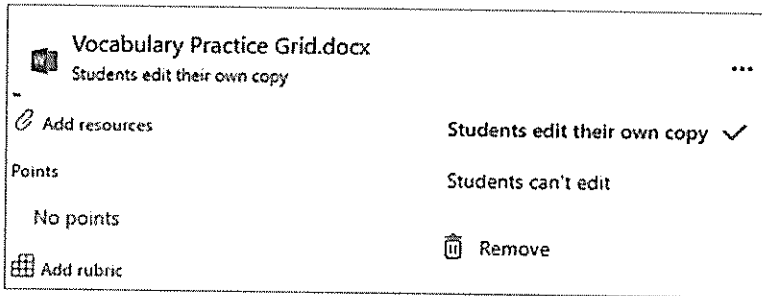 Vocabulary Practice Grid.docx
Students edit their own copy
...
Add resources
Students edit their own copy ✓
Points
Students can't edit
No points
Remove
Add rubric